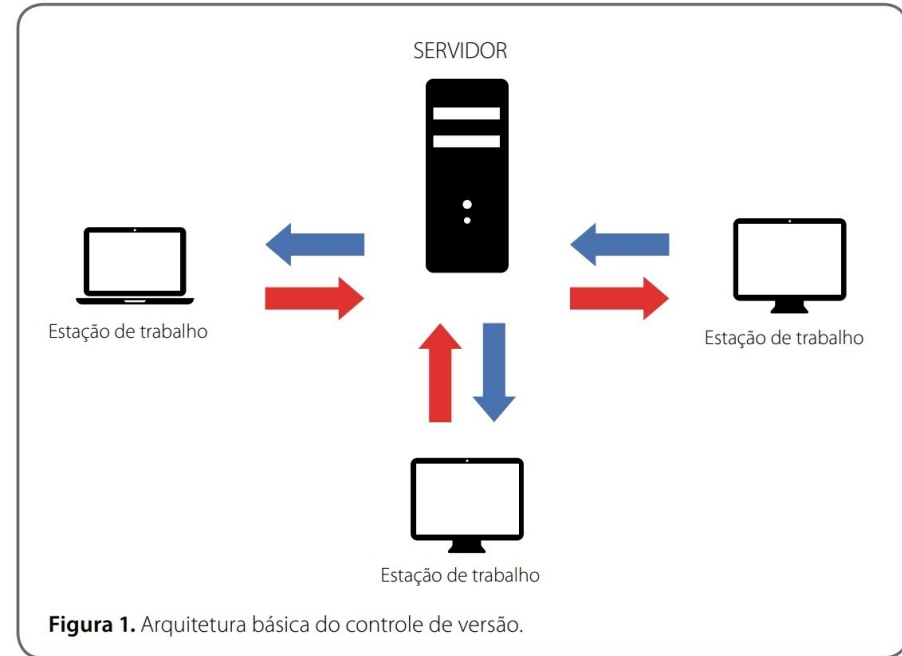 SERVIDOR
Estação de trabalho
Estação de trabalho
Estação de trabalho
Figura 1. Arquitetura básica do controle de versão.